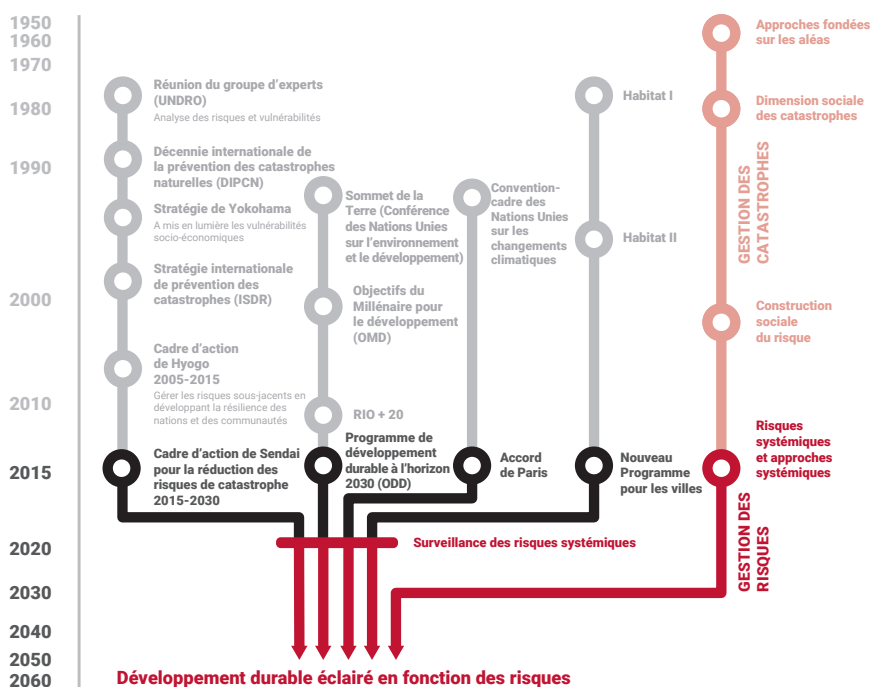 1950
1960
1970
1980
1990
2000
2010
2015
2020
2030
2040
2050
2060
Réunion du groupe d’experts
(UNDRO)
Analyse des risques et vulnérabilités
Décennie internationale de
la prévention des catastrophes
naturelles (DIPCN)
Stratégie de Yokohama
A mis en lumière les vulnérabilités
socio-économiques
Stratégie internationale
de prévention des
catastrophes (ISDR)
Cadre d’action
de Hyogo
2005-2015
Gérer les risques sous-jacents en
développant la résilience des
nations et des communautés
Cadre d’action de Sendai
pour la réduction des
risques de catastrophe
2015-2030
Sommet de la
Terre (Conférence
des Nations Unies
sur l’environnement
et le développement)
Objectifs du
Millénaire pour
le développement
(OMD)
RIO + 20
Programme de
développement
durable à l’horizon
2030 (ODD)
Convention-
cadre des
Nations Unies
sur les
changements
climatiques
Accord
de Paris
Habitat I
Habitat II
Nouveau
Programme
pour les villes
Approches fondées
sur les aléas
Dimension sociale
des catastrophes
GESTION DES
CATASTROPHES
Construction
sociale
du risque
Risques
systémiques
et approches
systémiques
GESTION DES
RISQUES
Surveillance des risques systémiques
Développement durable éclairé en fonction des risques